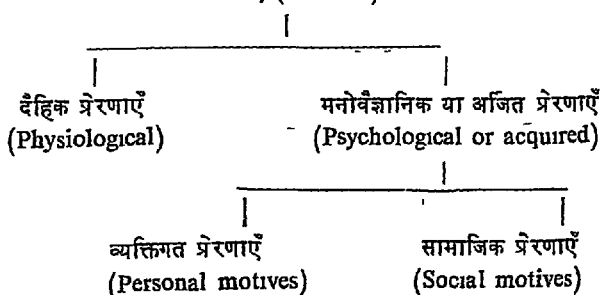 दैहिक प्रेरणाएँ मनोवैज्ञानिक या अर्जित प्रेरणाएँ
(Physiological) (Psychological or acquired)
व्यक्तिगत प्रेरणाएँ सामाजिक प्रेरणाएँ
(Personal motives) (Social motives)